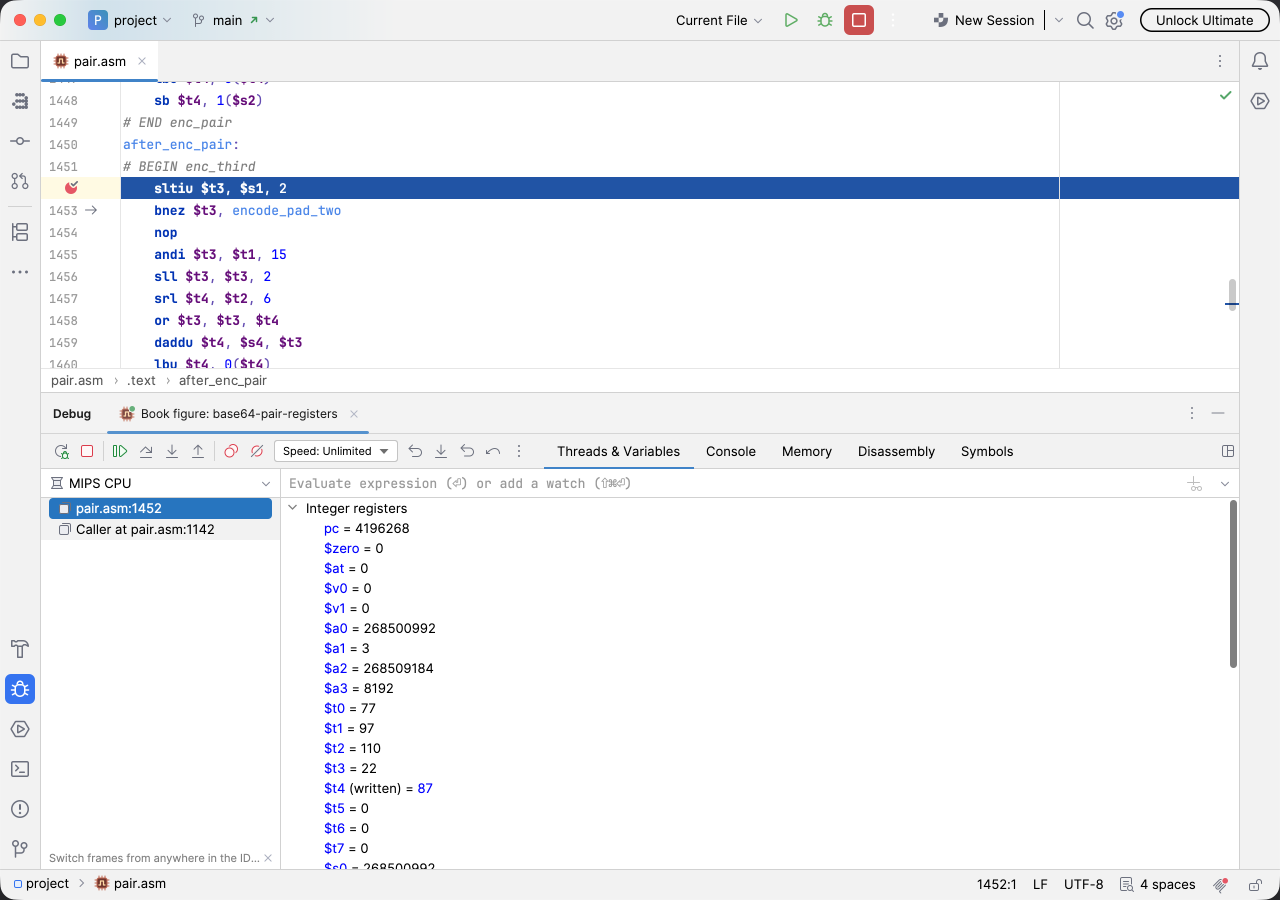 P project main Current File New Session Unlock Ultimate
pair.asm
1448 sb $t4, 1($s2)
1449 # END enc_pair
1450 after_enc_pair:
1451 # BEGIN enc_third
sltiu $t3, $s1, 2
1453 bnez $t3, encode_pad_two
1454 nop
1455 andi $t3, $t1, 15
1456 sll $t3, $t3, 2
1457 srl $t4, $t2, 6
1458 or $t3, $t3, $t4
1459 daddu $t4, $s4, $t3
1460 lbu $t4, 0($t4)
pair.asm › .text › after_enc_pair
Debug Book figure: base64-pair-registers
Speed: Unlimited Threads & Variables Console Memory Disassembly Symbols
MIPS CPU Evaluate expression (⏎) or add a watch (⇧⌘⏎)
pair.asm:1452
Caller at pair.asm:1142
Integer registers
pc = 4196268
$zero = 0
$at = 0
$v0 = 0
$v1 = 0
$a0 = 268500992
$a1 = 3
$a2 = 268509184
$a3 = 8192
$t0 = 77
$t1 = 97
$t2 = 110
$t3 = 22
$t4 (written) = 87
$t5 = 0
$t6 = 0
$t7 = 0
$s0 = 268500992
Switch frames from anywhere in the ID...
project › pair.asm 1452:1 LF UTF-8 4 spaces